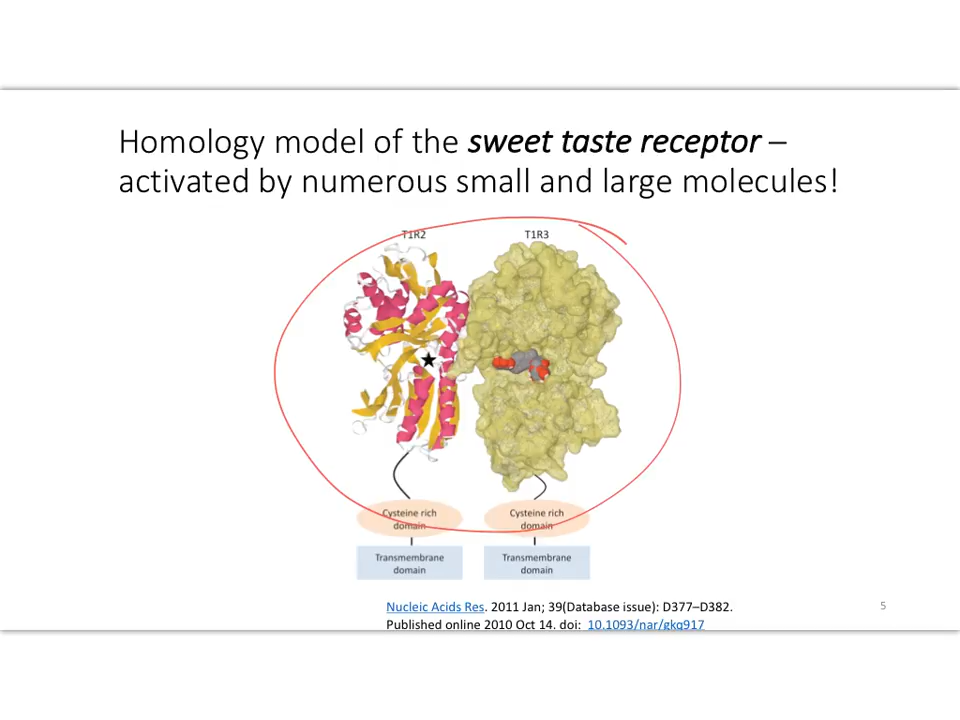 Homology model of the sweet taste receptor –
activated by numerous small and large molecules!
T1R2 T1R3
Cysteine rich domain
Cysteine rich domain
Transmembrane domain
Transmembrane domain
Nucleic Acids Res. 2011 Jan; 39(Database issue): D377–D382.
5
Published online 2010 Oct 14. doi: 10.1093/nar/gkq917